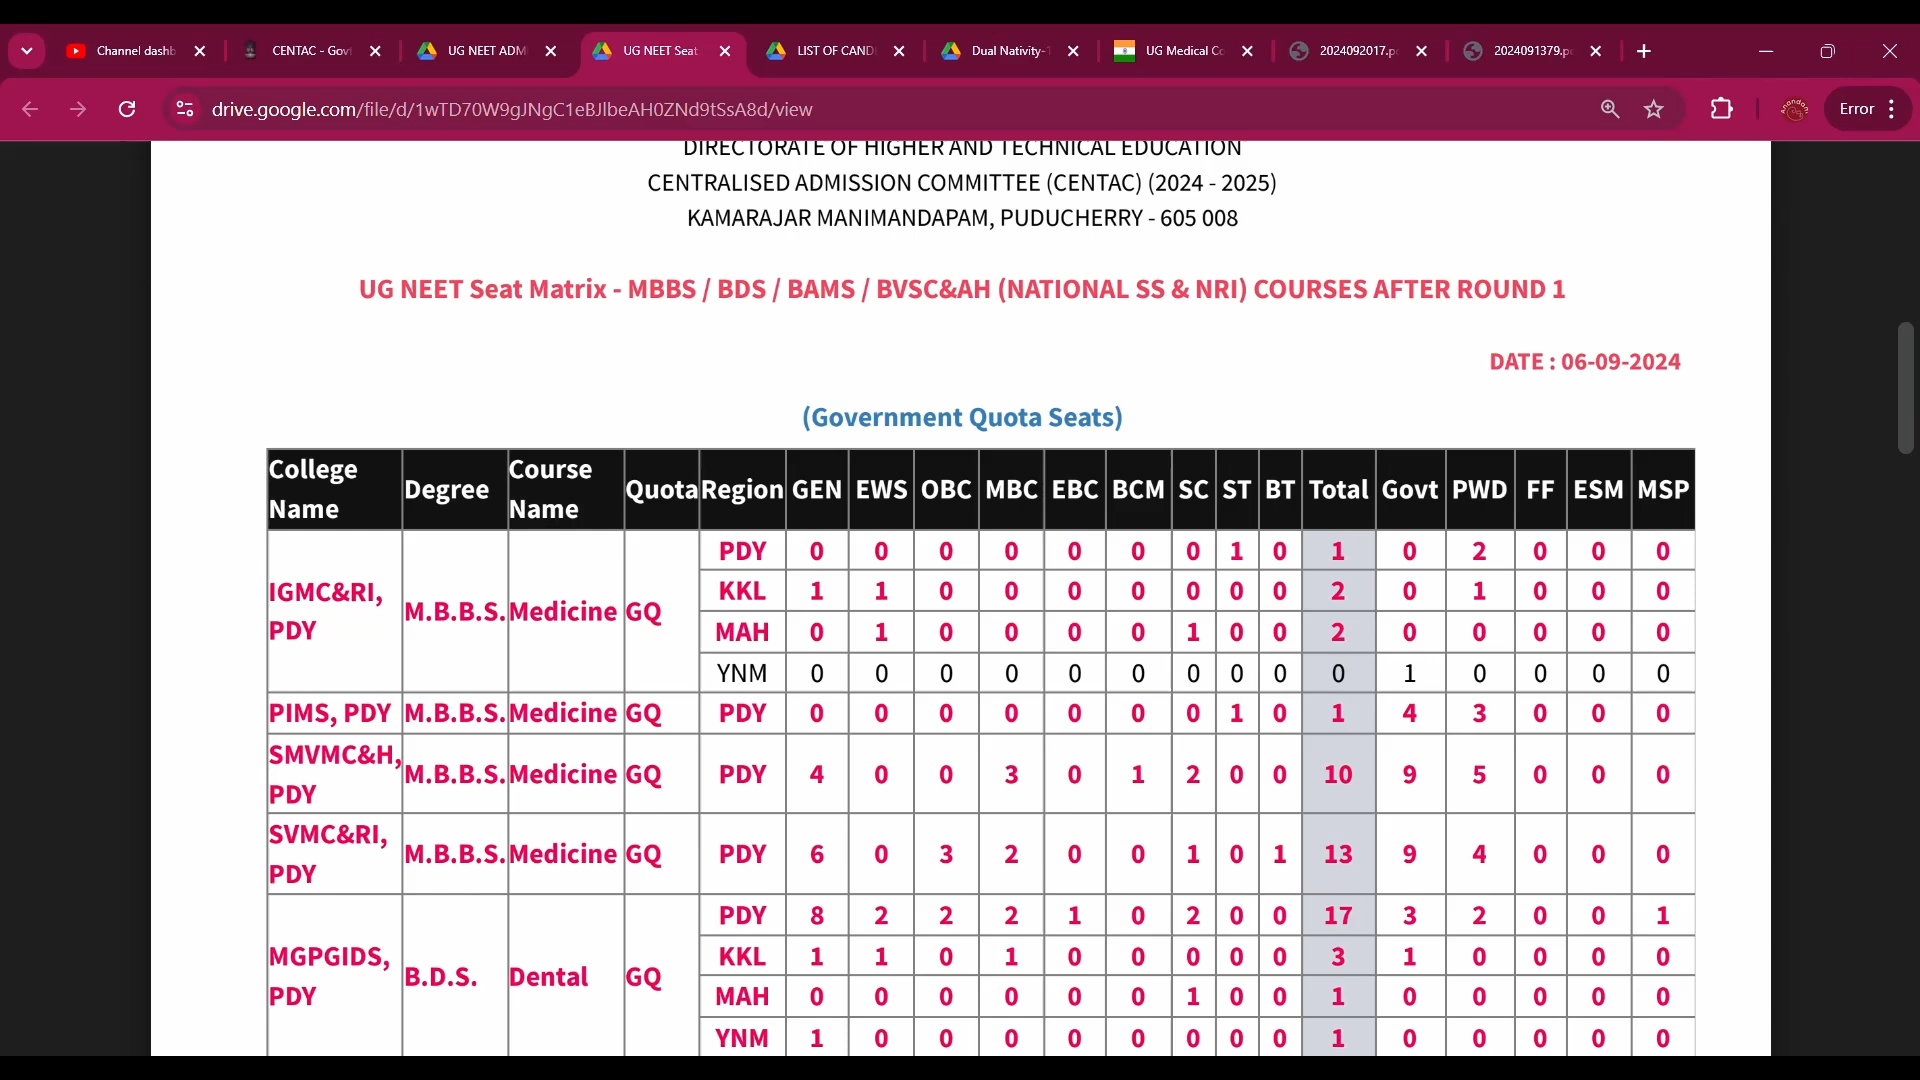 Channel dashb
CENTAC - Gov
UG NEET ADM
UG NEET Seat
LIST OF CAND
Dual Nativity-
UG Medical Co
2024092017.p
2024091379.p
drive.google.com/file/d/1wTD70W9gJNgC1eBJlbeAH0ZNd9tSsA8d/view
Error
DIRECTORATE OF HIGHER AND TECHNICAL EDUCATION
CENTRALISED ADMISSION COMMITTEE (CENTAC) (2024 - 2025)
KAMARAJAR MANIMANDAPAM, PUDUCHERRY - 605 008
UG NEET Seat Matrix - MBBS / BDS / BAMS / BVSC&AH (NATIONAL SS & NRI) COURSES AFTER ROUND 1
DATE : 06-09-2024
(Government Quota Seats)
College Name Degree Course Name Quota Region GEN EWS OBC MBC EBC BCM SC ST BT Total Govt PWD FF ESM MSP
IGMC&RI, PDY M.B.B.S. Medicine GQ PDY 0 0 0 0 0 0 0 1 0 1 0 2 0 0 0
KKL 1 1 0 0 0 0 0 0 0 2 0 1 0 0 0
MAH 0 1 0 0 0 0 1 0 0 2 0 0 0 0 0
YNM 0 0 0 0 0 0 0 0 0 0 1 0 0 0 0
PIMS, PDY M.B.B.S. Medicine GQ PDY 0 0 0 0 0 0 0 1 0 1 4 3 0 0 0
SMVMC&H, PDY M.B.B.S. Medicine GQ PDY 4 0 0 3 0 1 2 0 0 10 9 5 0 0 0
SVMC&RI, PDY M.B.B.S. Medicine GQ PDY 6 0 3 2 0 0 1 0 1 13 9 4 0 0 0
MGPGIDS, PDY B.D.S. Dental GQ PDY 8 2 2 2 1 0 2 0 0 17 3 2 0 0 1
KKL 1 1 0 1 0 0 0 0 0 3 1 0 0 0 0
MAH 0 0 0 0 0 0 1 0 0 1 0 0 0 0 0
YNM 1 0 0 0 0 0 0 0 0 1 0 0 0 0 0